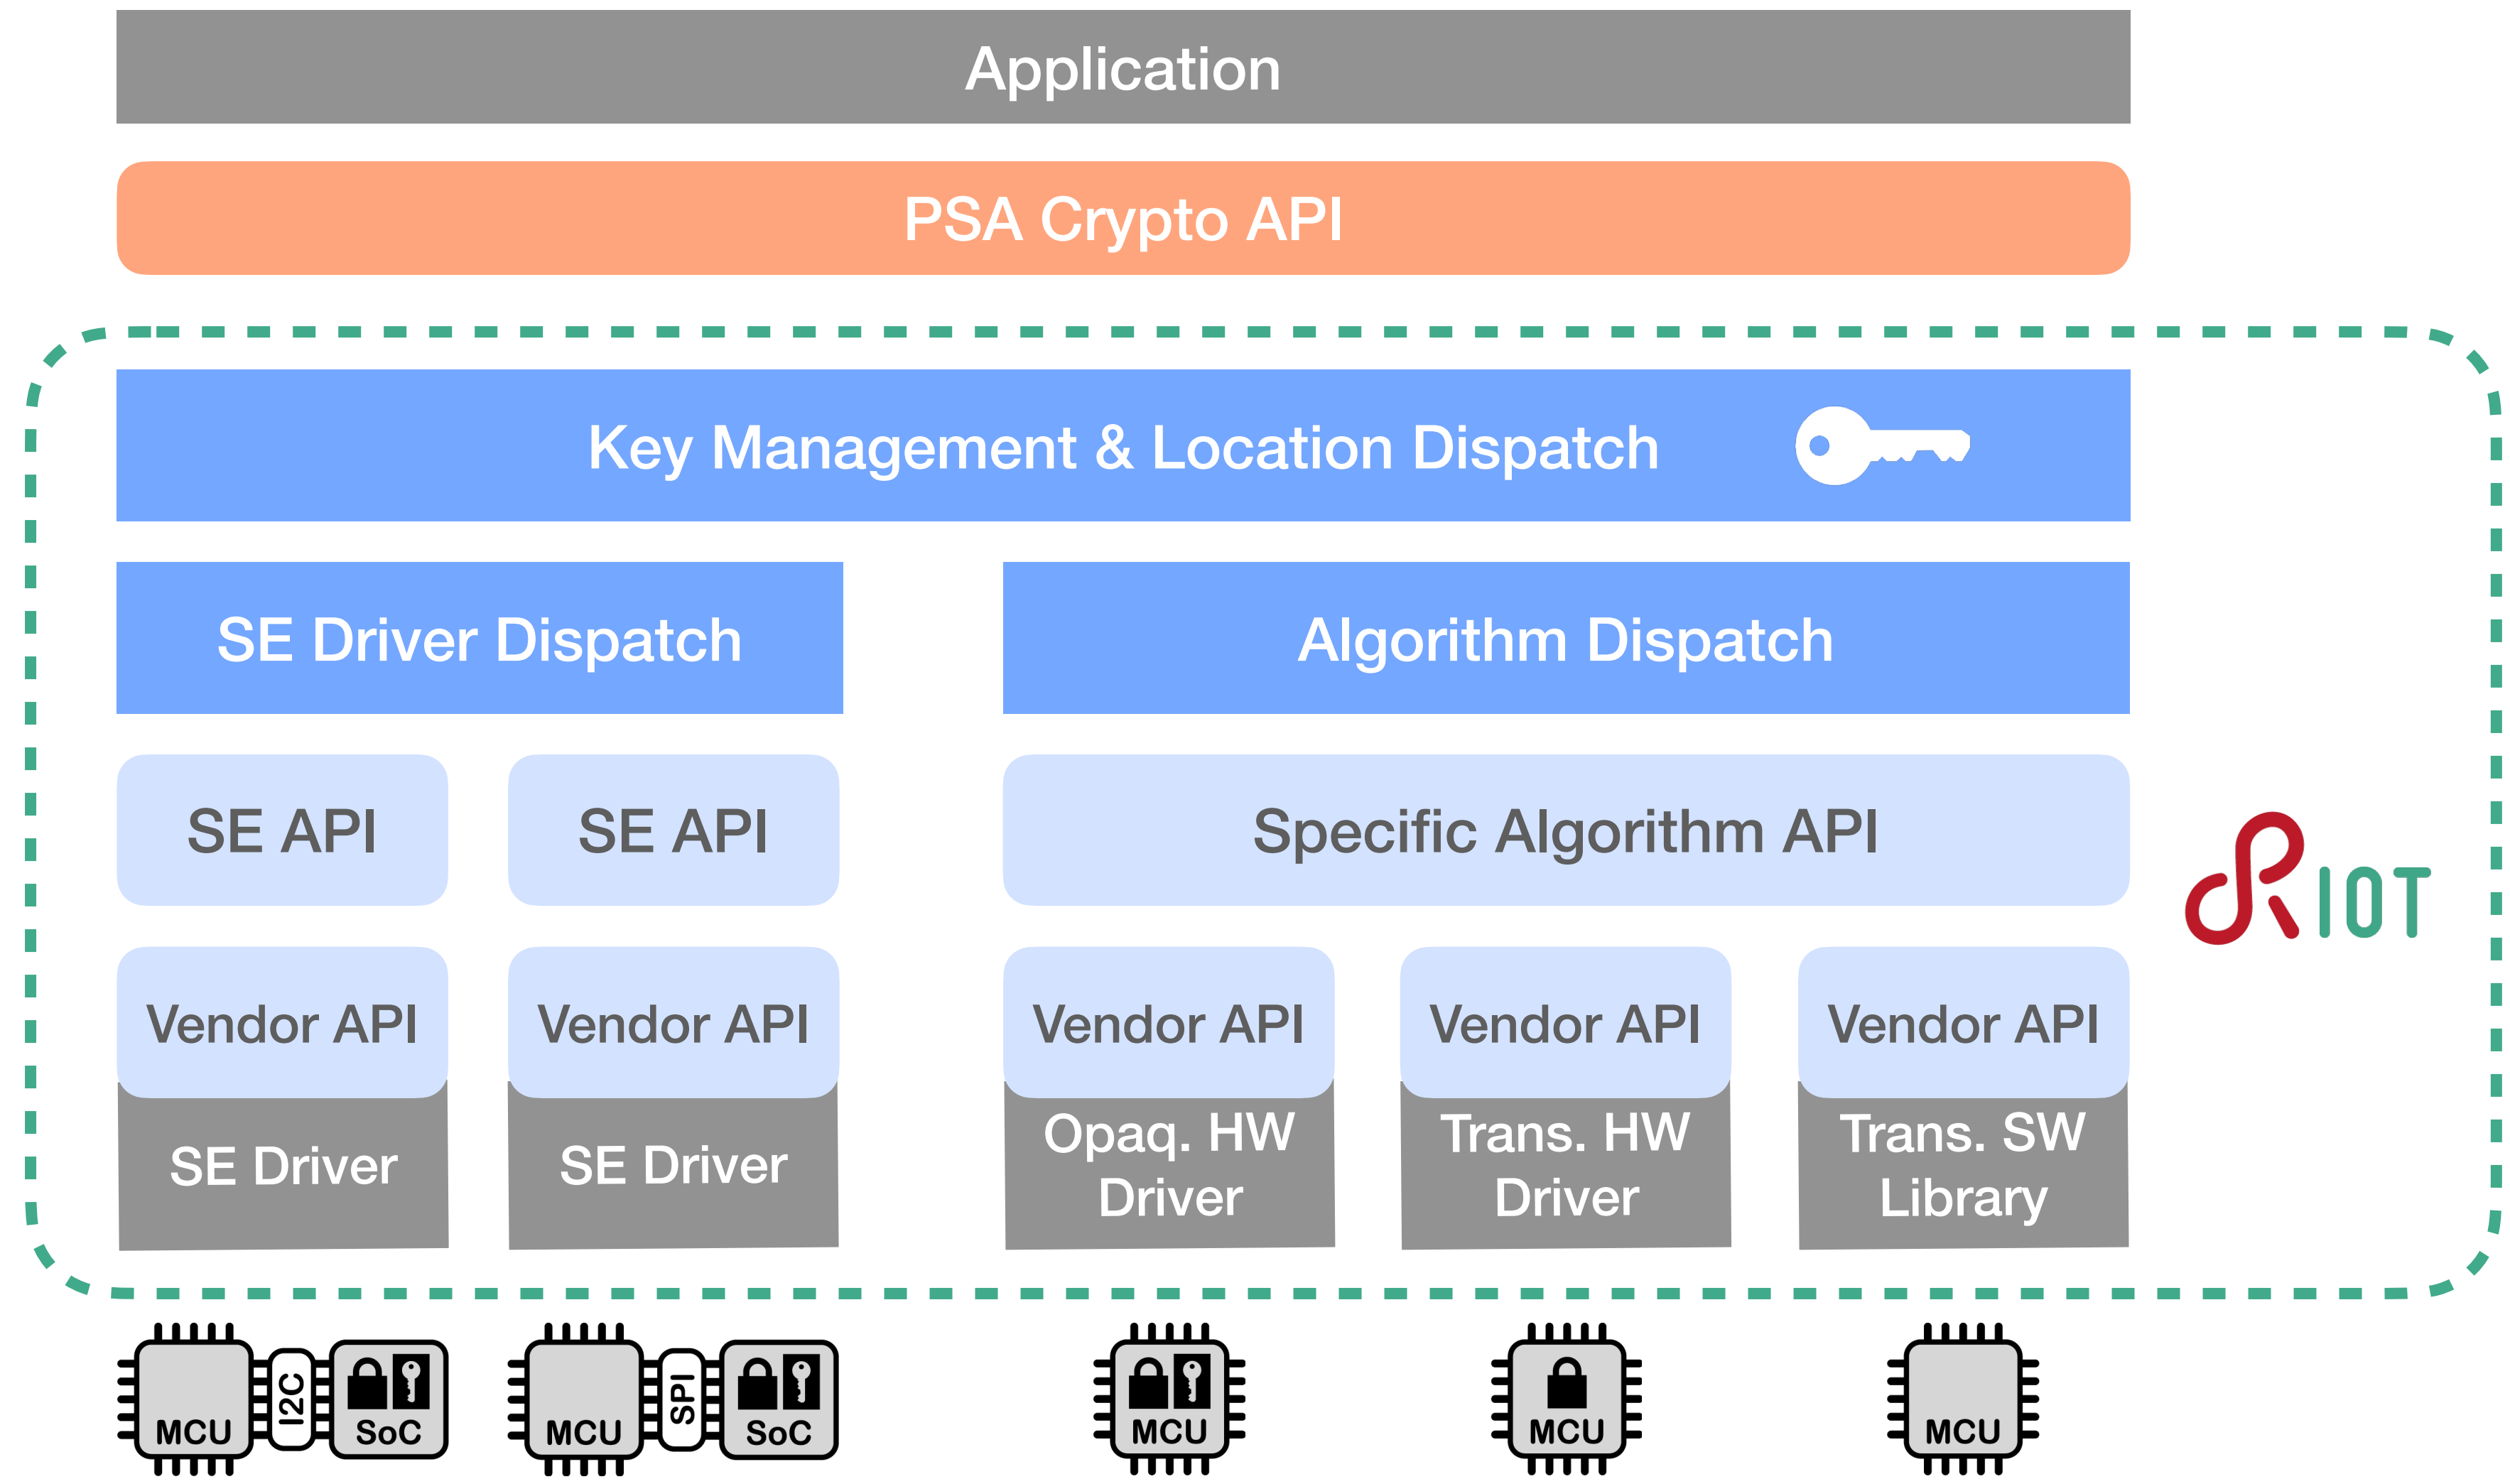 Application
PSA Crypto API
Key Management & Location Dispatch
SE Driver Dispatch
Algorithm Dispatch
SE API
SE API
Specific Algorithm API
RIOT
Vendor API
Vendor API
Vendor API
Vendor API
Vendor API
SE Driver
SE Driver
Opaq. HW
Driver
Trans. HW
Driver
Trans. SW
Library
MCU
I2C
SoC
MCU
SPI
SoC
MCU
MCU
MCU